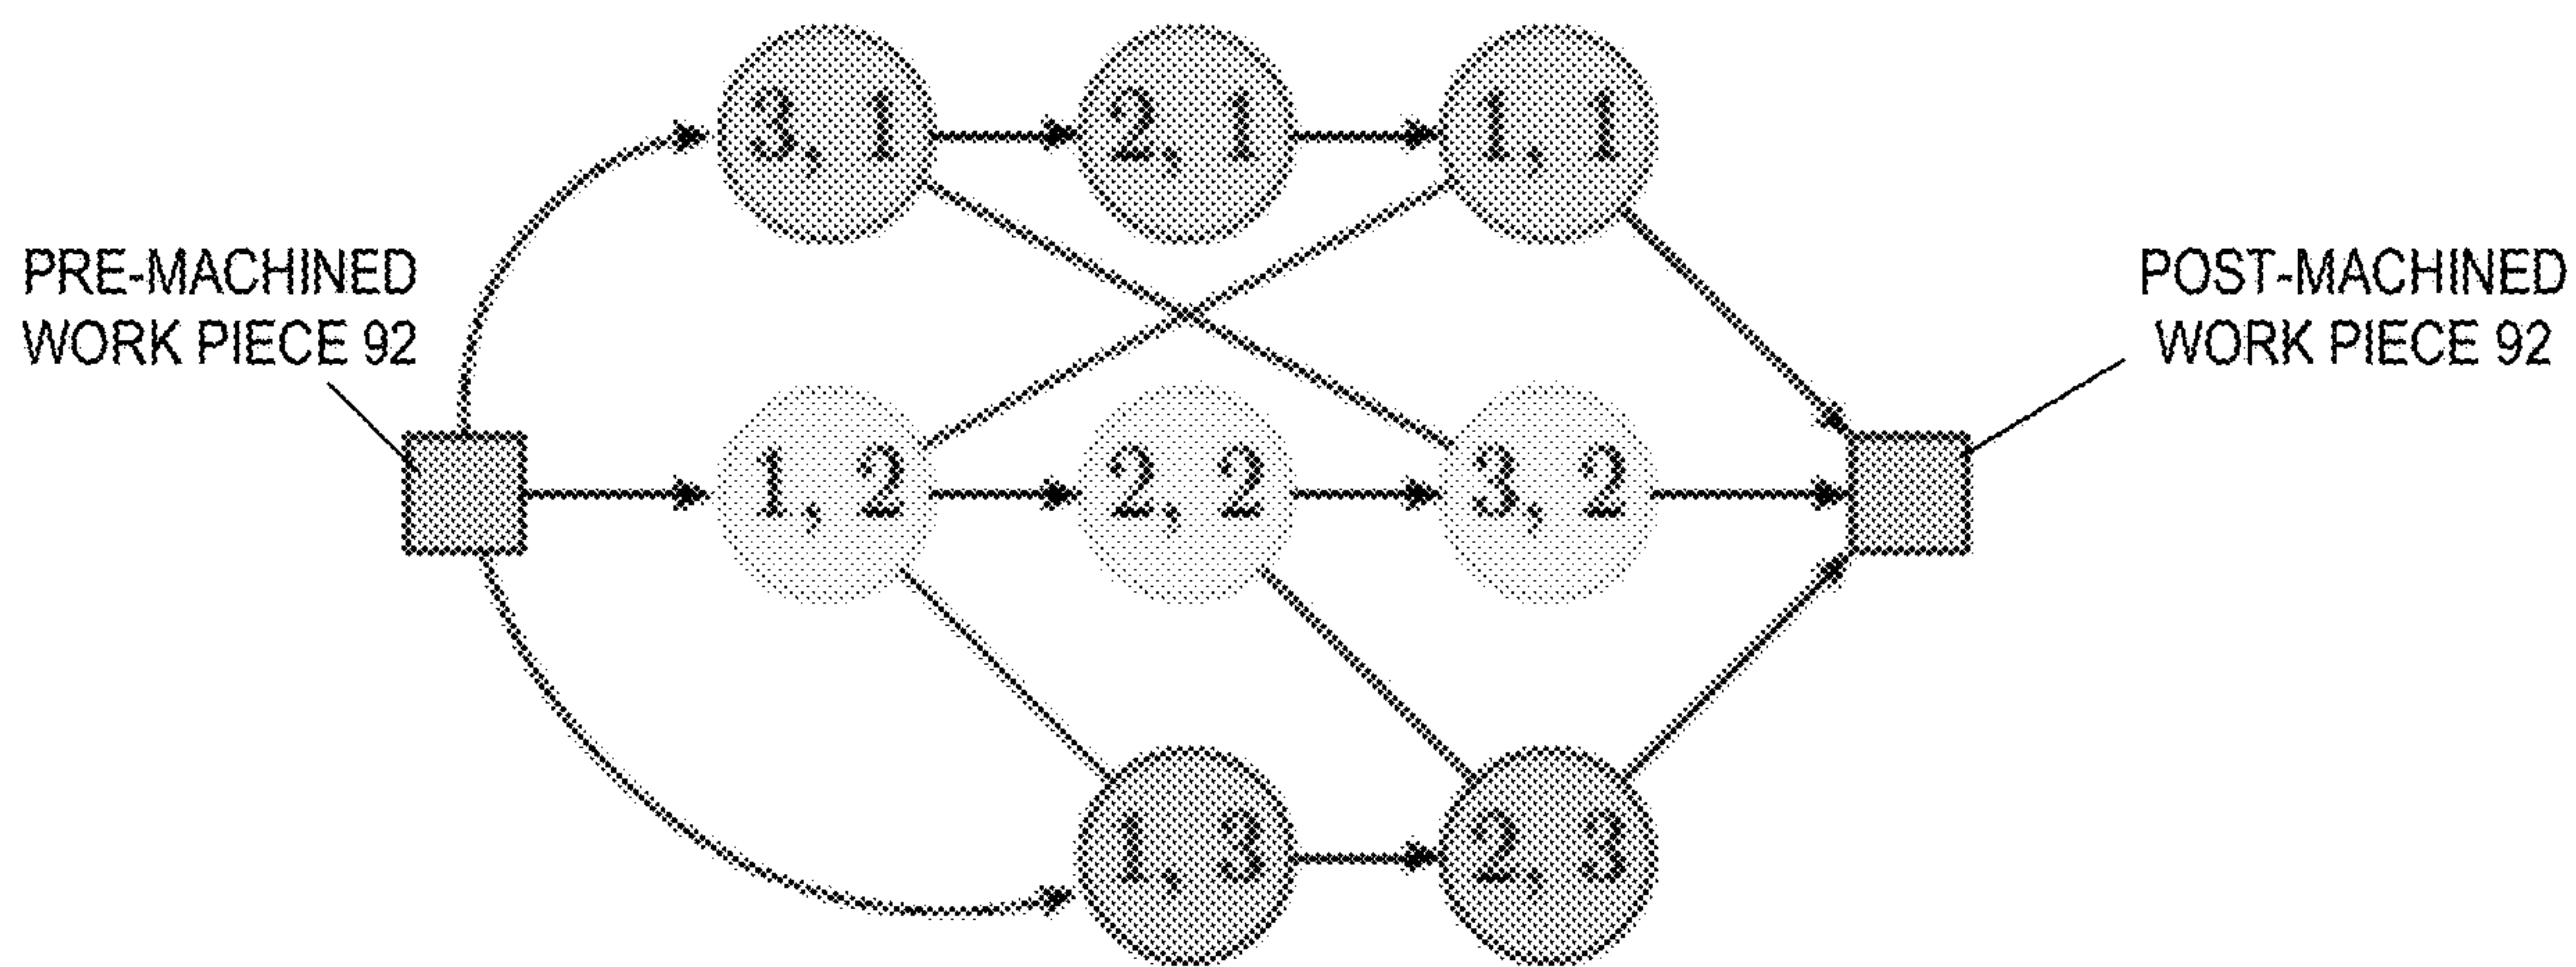 3, 1
2, 1
1, 1
PRE-MACHINED
WORK PIECE 92
POST-MACHINED
WORK PIECE 92
1, 2
2, 2
3, 2
1, 3
2, 3